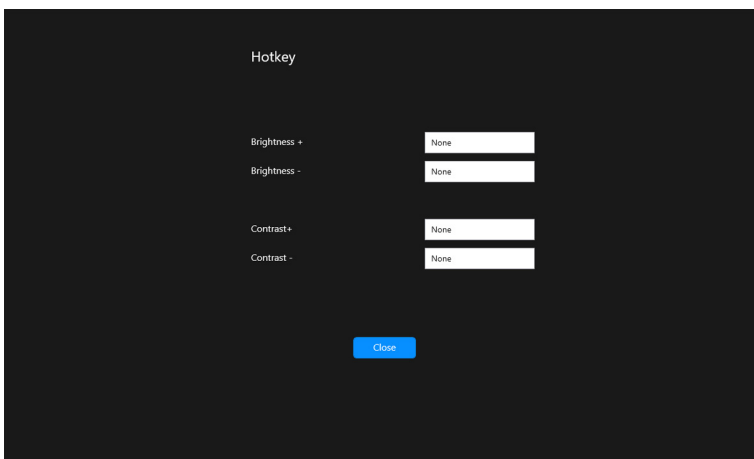 Hotkey
Brightness + None
Brightness - None
Contrast+ None
Contrast - None
Close